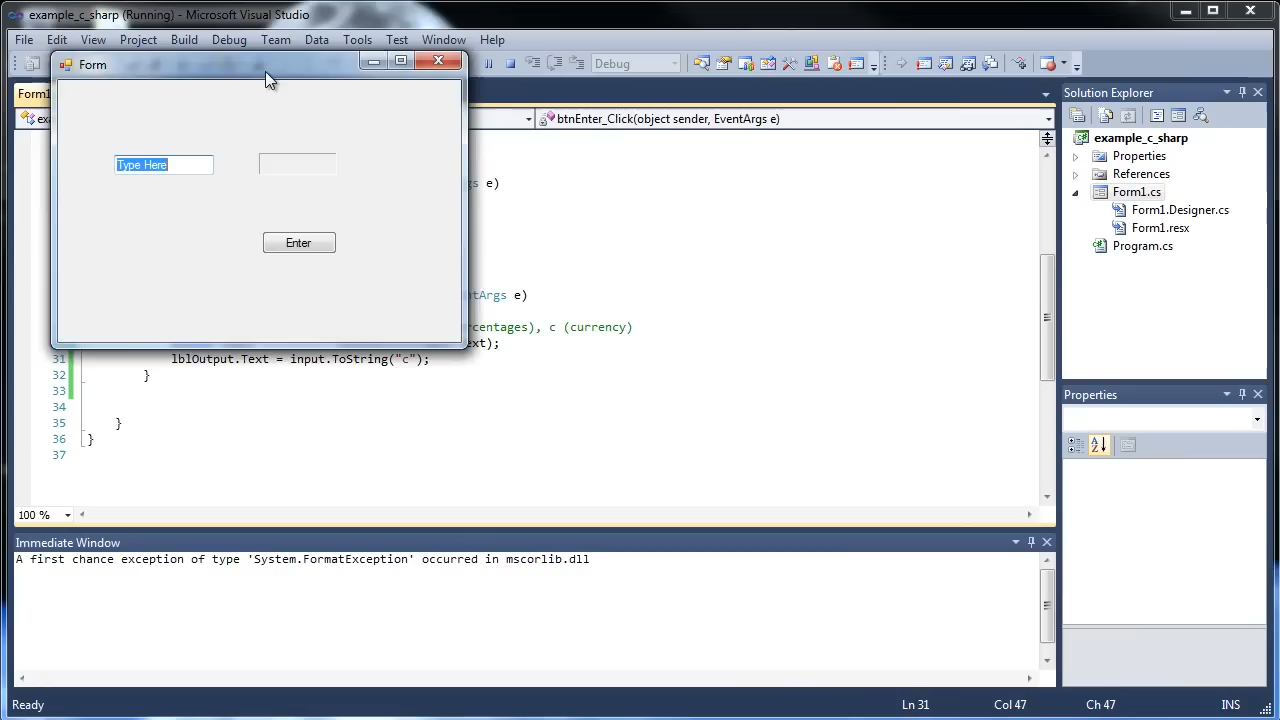 example_c_sharp (Running) - Microsoft Visual Studio
File Edit View Project Build Debug Team Data Tools Test Window Help
Form
Debug
Form1
btnEnter_Click(object sender, EventArgs e)
Type Here
Enter
s e)
ntArgs e)
rcentages), c (currency)
ext);
31 lblOutput.Text = input.ToString("c");
32 }
33
34
35 }
36 }
37
100 %
Solution Explorer
example_c_sharp
Properties
References
Form1.cs
Form1.Designer.cs
Form1.resx
Program.cs
Properties
Immediate Window
A first chance exception of type 'System.FormatException' occurred in mscorlib.dll
Ready Ln 31 Col 47 Ch 47 INS